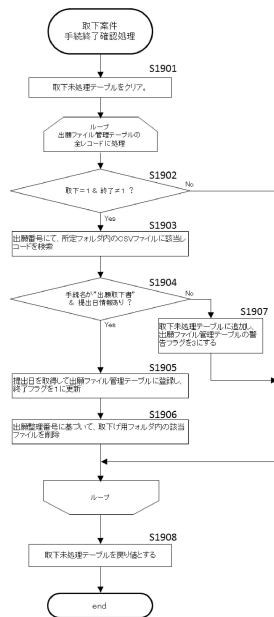 取下案件
手続終了確認処理
S1901
取下未処理テーブルをクリア。
ループ
出願ファイル管理テーブルの
全レコードに処理
S1902
取下=1 & 終了≠1 ?
No
Yes
S1903
出願番号にて、所定フォルダ内のCSVファイルに該当し
コードを検索
S1904
手続名が"出願取下書"
& 提出日情報あり ?
No
Yes
S1907
取下未処理テーブルに追加し、
出願ファイル管理テーブルの警
告フラグを3にする
S1905
提出日を取得して出願ファイル管理テーブルに登録し、
終了フラグを1に更新
S1906
出願整理番号に基づいて、取下げ用フォルダ内の該当
ファイルを削除
ループ
S1908
取下未処理テーブルを戻り値とする
end